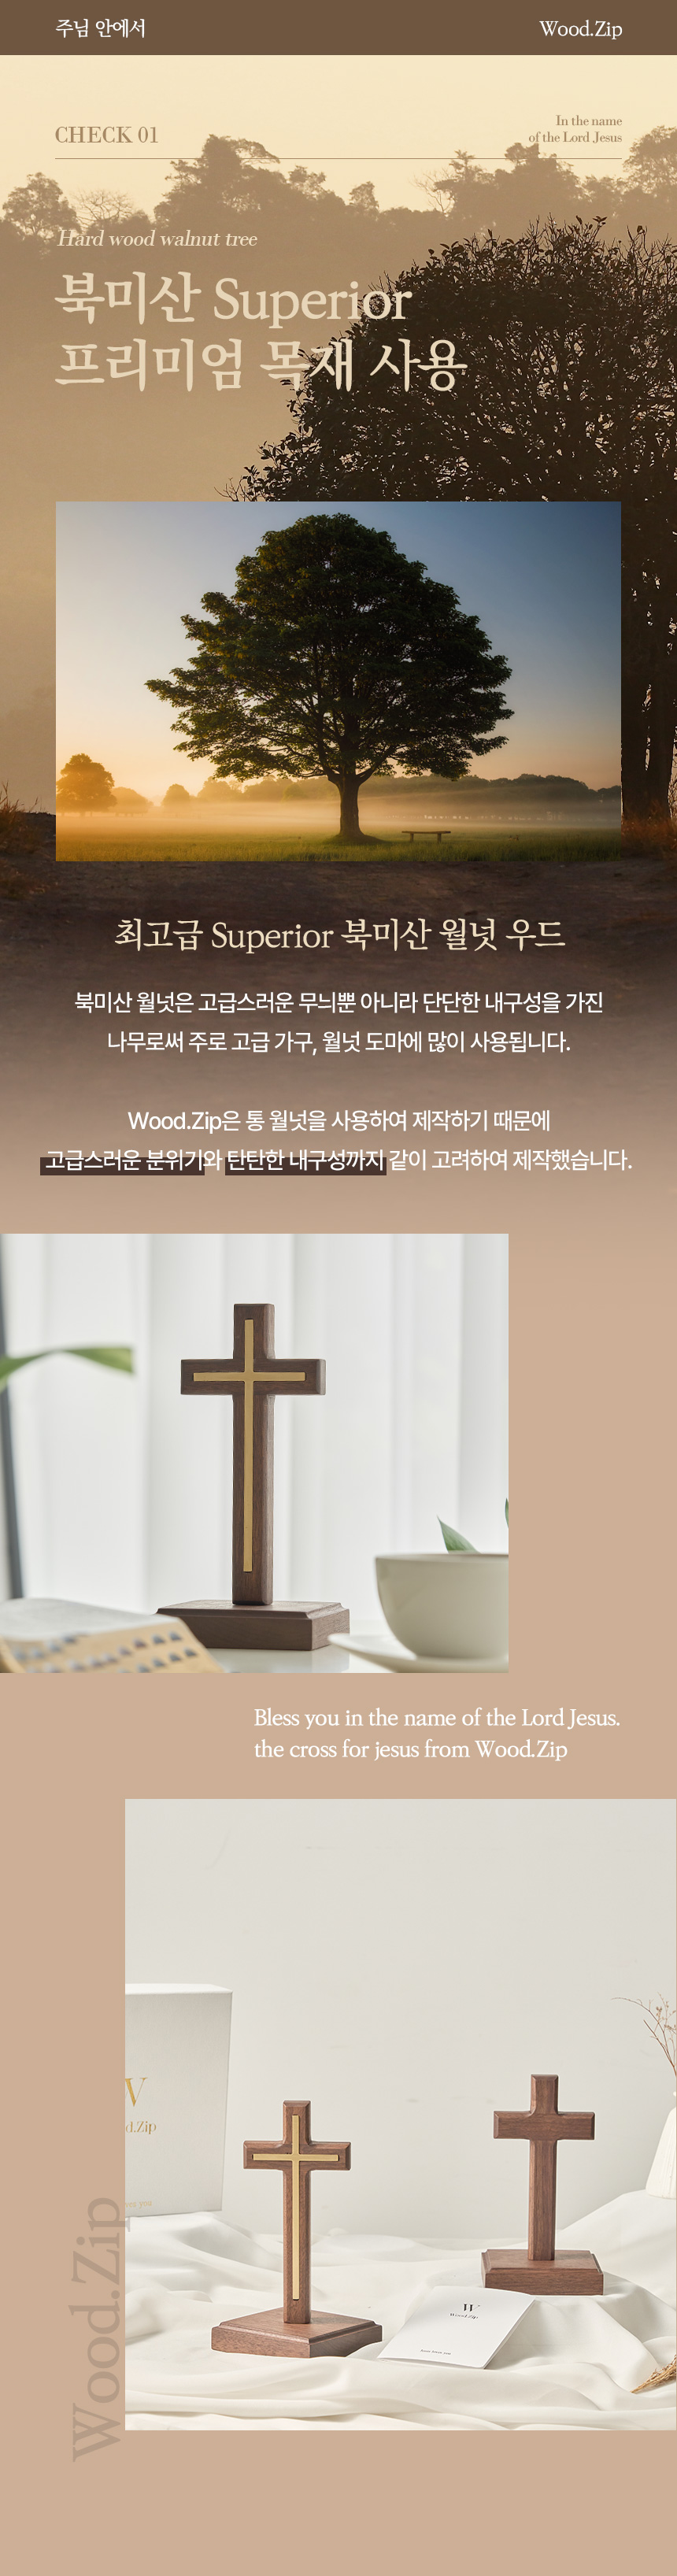 주님 안에서
Wood.Zip
CHECK 01
In the name
of the Lord Jesus
Hard wood walnut tree
북미산 Superior
프리미엄 목재 사용
최고급 Superior 북미산 월넛 우드
북미산 월넛은 고급스러운 무늬뿐 아니라 단단한 내구성을 가진
나무로써 주로 고급 가구, 월넛 도마에 많이 사용됩니다.
Wood.Zip은 통 월넛을 사용하여 제작하기 때문에
고급스러운 분위기와 탄탄한 내구성까지 같이 고려하여 제작했습니다.
Bless you in the name of the Lord Jesus.
the cross for jesus from Wood.Zip
W
d.Zip
W
Wood.Zip
Wood.Zip